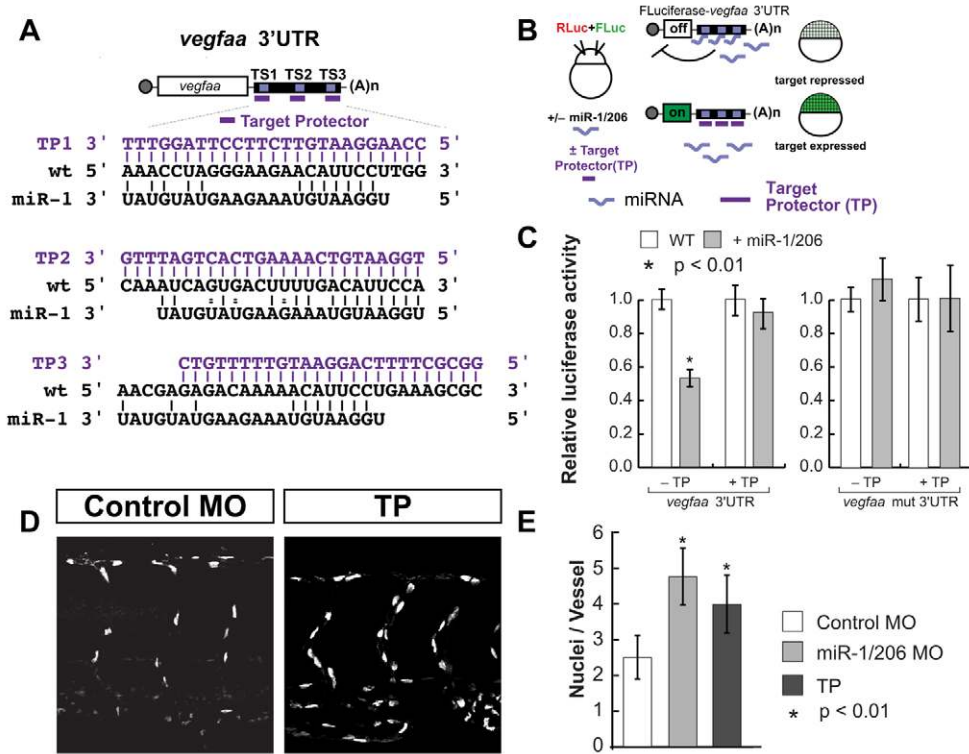 A
vegfaa 3'UTR
TS1 TS2 TS3
vegfaa
(A)n
Target Protector
TP1 3' TTTGGATTCCTTCTTGTAAGGAACC 5'
wt 5' AAACCUAGGGAAGAACAUUCCUUGG 3'
miR-1 3' UAUGUAUGAAGAAAUGUAAGGU 5'
TP2 3' GTTTAGTCACTGAAAACTGTAAGGT 5'
wt 5' CAAAUCAGUGACUUUUGACAUUCCA 3'
miR-1 3' UAUGUAUGAAGAAAUGUAAGGU 5'
TP3 3' CTGTTTTTGTAAGGACTTTTCGCGG 5'
wt 5' AACGAGAGACAAAAACAUUCCUGAAAGCGC 3'
miR-1 3' UAUGUAUGAAGAAAUGUAAGGU 5'
B
FLuciferase-vegfaa 3'UTR
RLuc+FLuc
off
(A)n
target repressed
+/− miR-1/206
on
(A)n
target expressed
± Target
Protector(TP)
miRNA
Target
Protector (TP)
C
WT
+ miR-1/206
* p < 0.01
Relative luciferase activity
1.0
0.8
0.6
0.4
0.2
0.0
*
− TP
+ TP
vegfaa 3'UTR
1.0
0.8
0.6
0.4
0.2
0.0
− TP
+ TP
vegfaa mut 3'UTR
D
Control MO
TP
E
Nuclei / Vessel
6
5
4
3
2
1
0
*
*
Control MO
miR-1/206 MO
TP
* p < 0.01